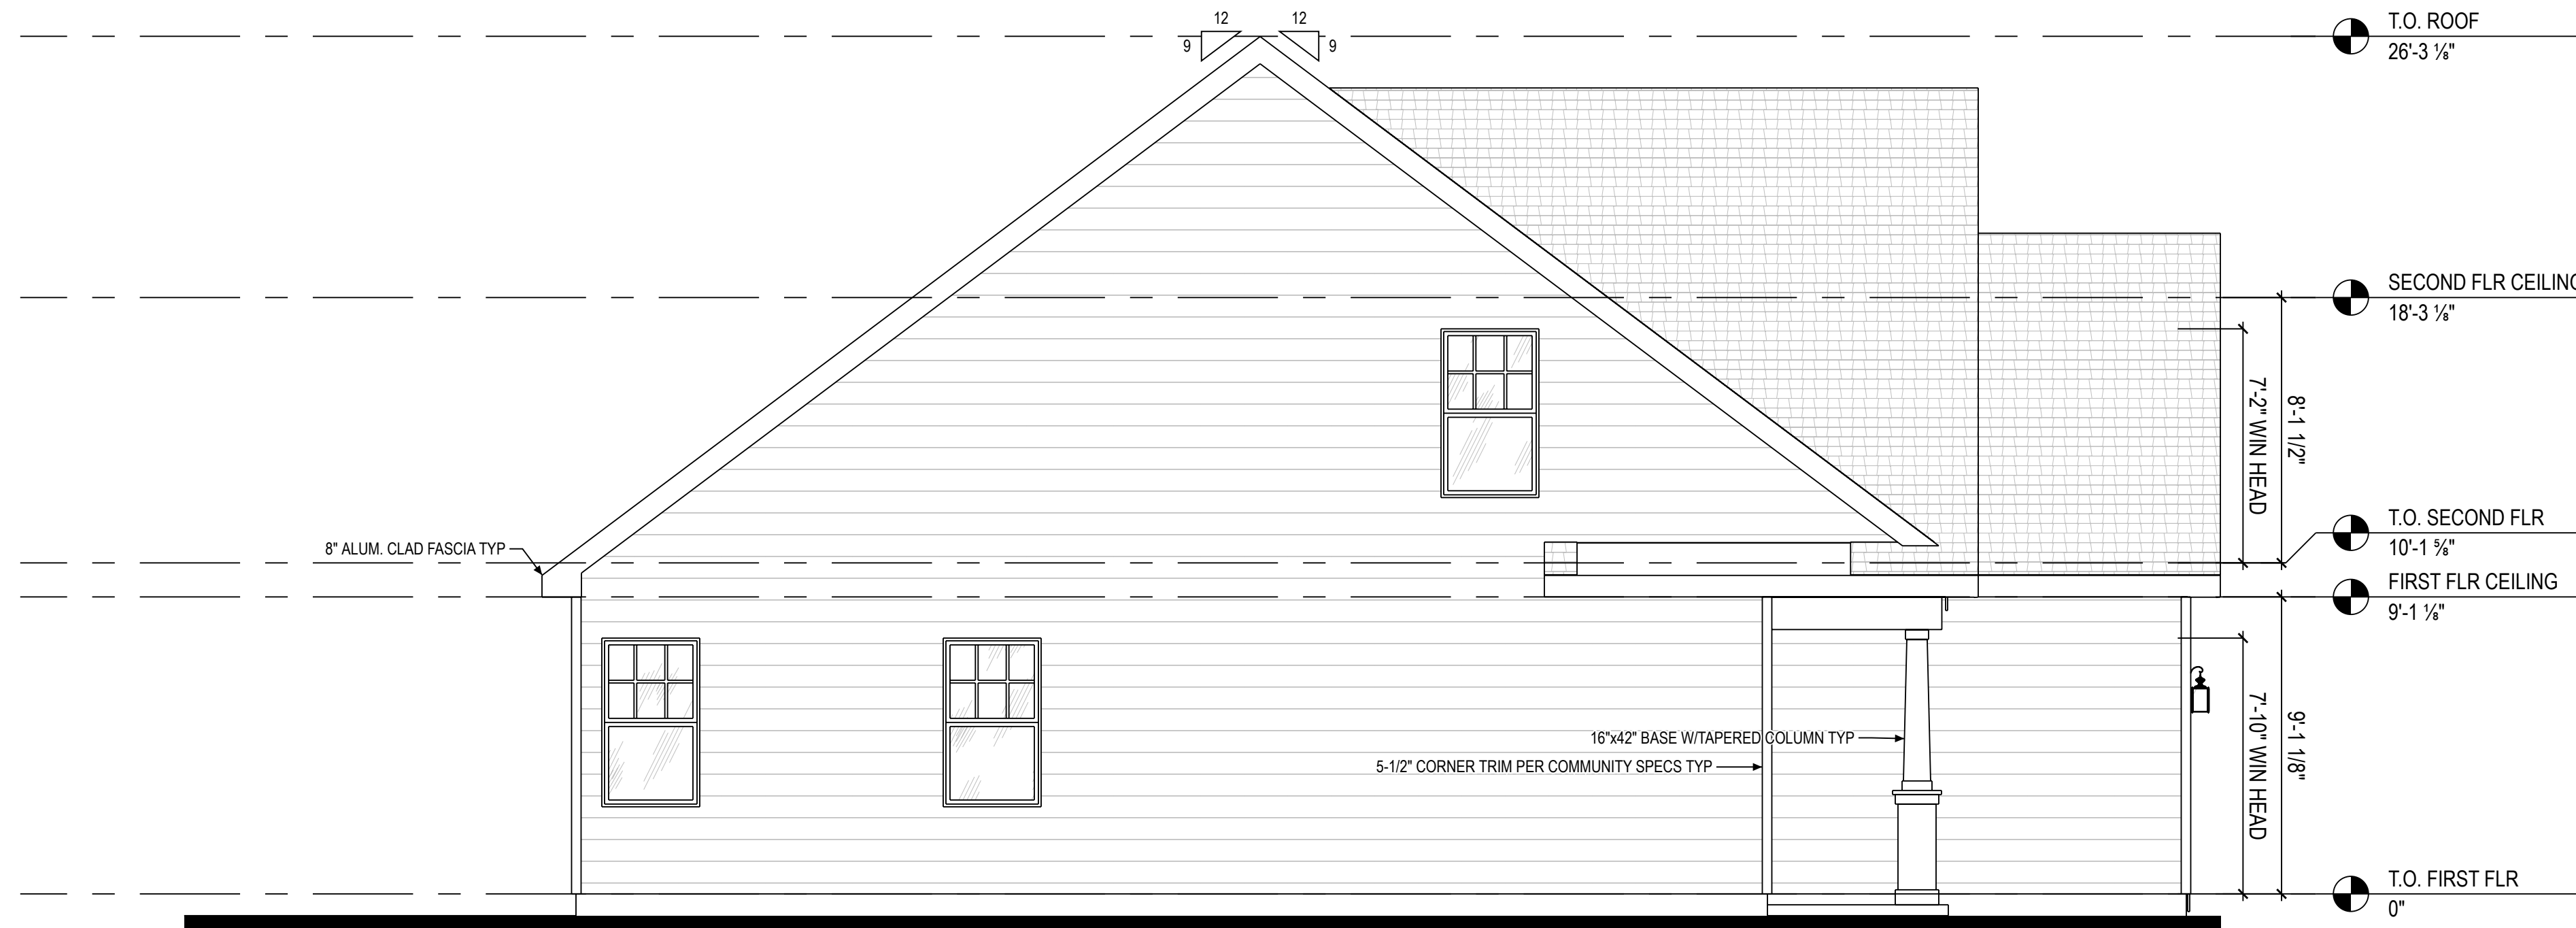 12 12
9 9
T.O. ROOF
26'-3 ⅛"
SECOND FLR CEILING
18'-3 ⅛"
7'-2" WIN HEAD
8'-1 1/2"
T.O. SECOND FLR
10'-1 ⅝"
8" ALUM. CLAD FASCIA TYP
FIRST FLR CEILING
9'-1 ⅛"
16"x42" BASE W/TAPERED COLUMN TYP
5-1/2" CORNER TRIM PER COMMUNITY SPECS TYP
7'-10" WIN HEAD
9'-1 1/8"
T.O. FIRST FLR
0"